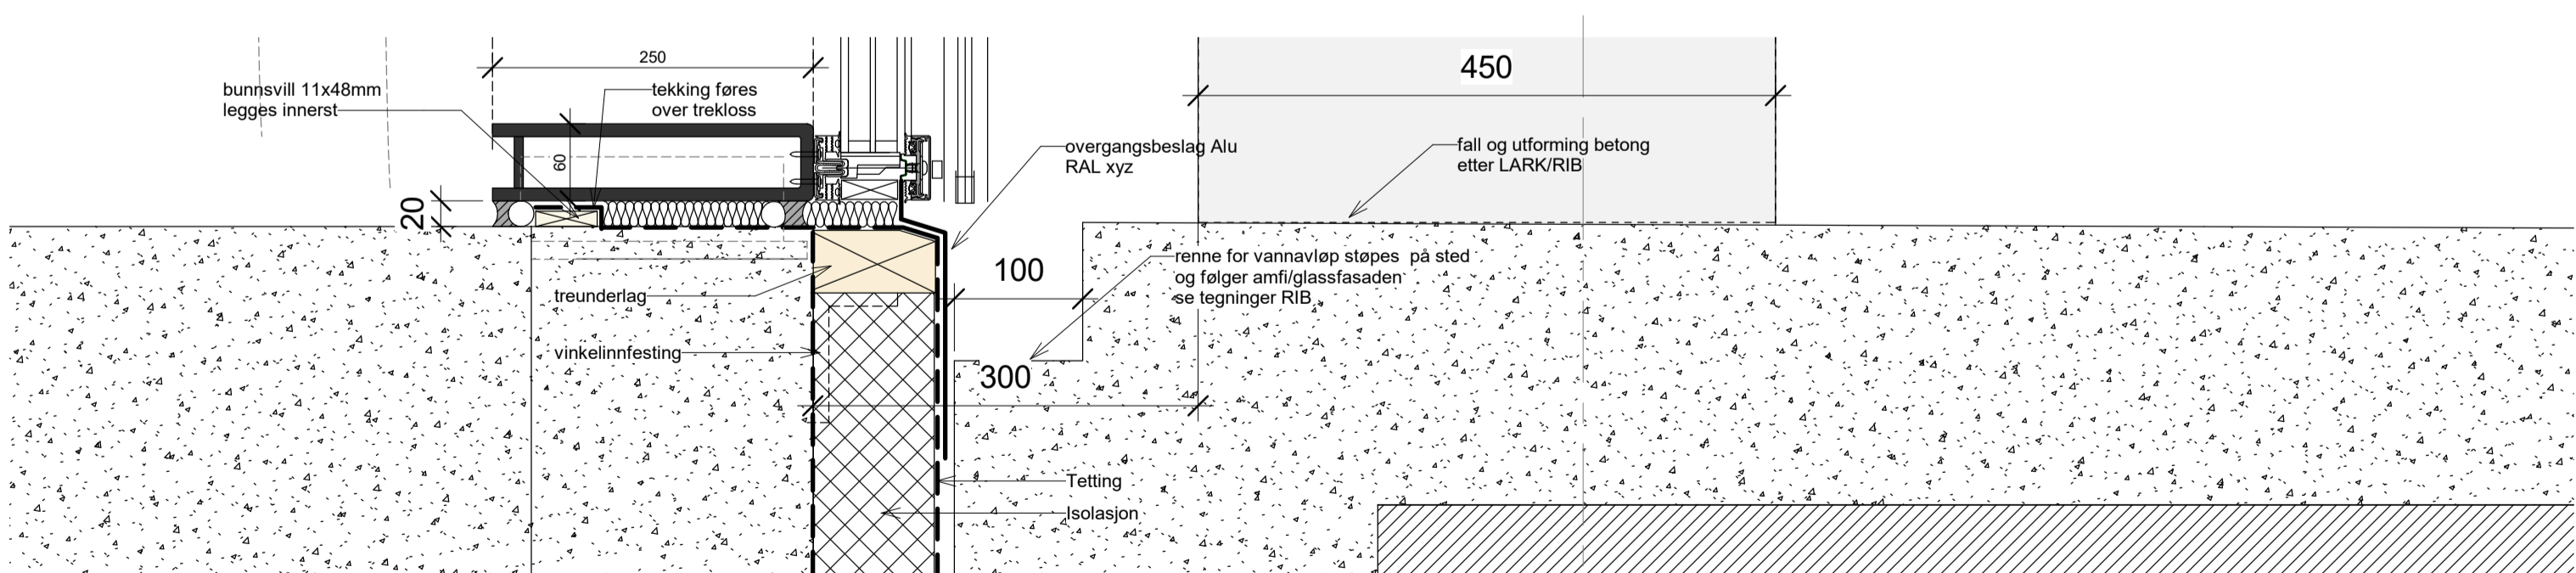 250
450
bunnsvill 11x48mm
legges innerst
tekking føres
over trekloss
60
20
overgangsbeslag Alu
RAL xyz
fall og utforming betong
etter LARK/RIB
100
renne for vannavløp støpes på sted
og følger amfi/glassfasaden
se tegninger RIB
treunderlag
vinkelinnfesting
300
Tetting
Isolasjon